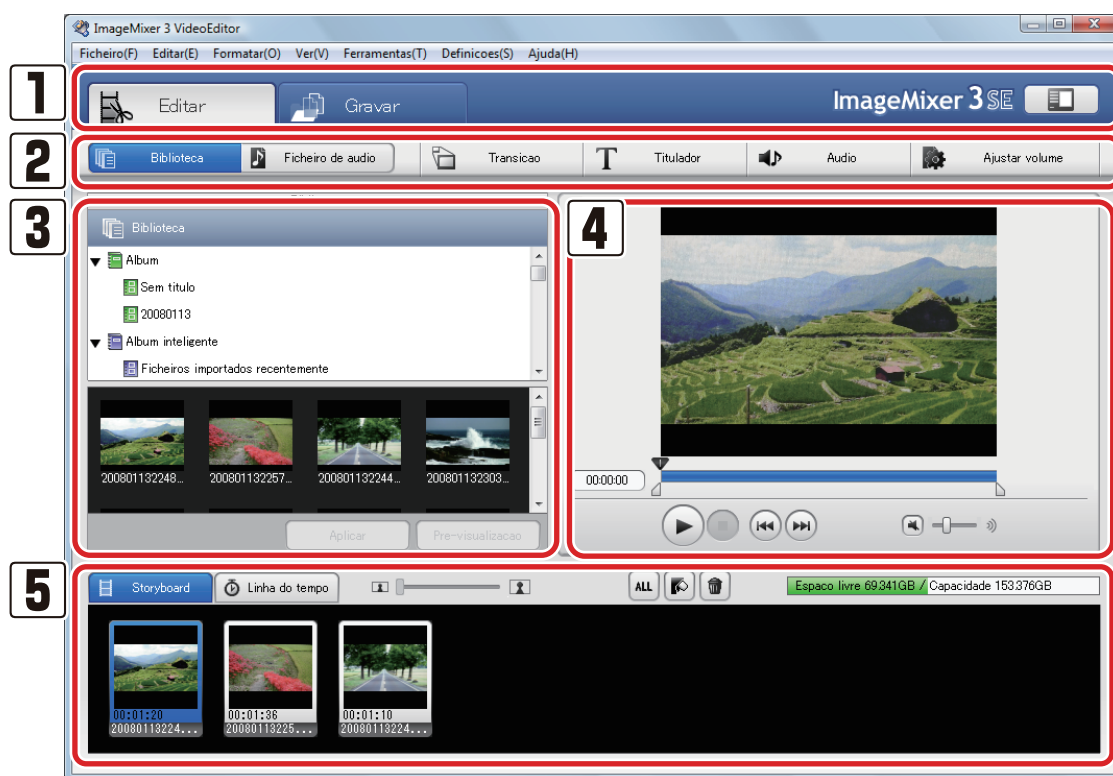 ImageMixer 3 VideoEditor
Ficheiro(F) Editar(E) Formatar(O) Ver(V) Ferramentas(T) Definicoes(S) Ajuda(H)
1
Editar Gravar ImageMixer 3 SE
2
Biblioteca Ficheiro de audio Transicao T Titulador Audio Ajustar volume
3
4
Biblioteca
Album
Sem titulo
20080113
Album inteligente
Ficheiros importados recentemente
200801132248... 200801132257... 200801132244... 200801132303...
00:00:00
Aplicar Pre-visualizacao
5
Storyboard Linha do tempo ALL Espaco livre 69.341GB / Capacidade 153.376GB
00:01:20 00:01:36 00:01:10
20080113224... 20080113225... 20080113224...